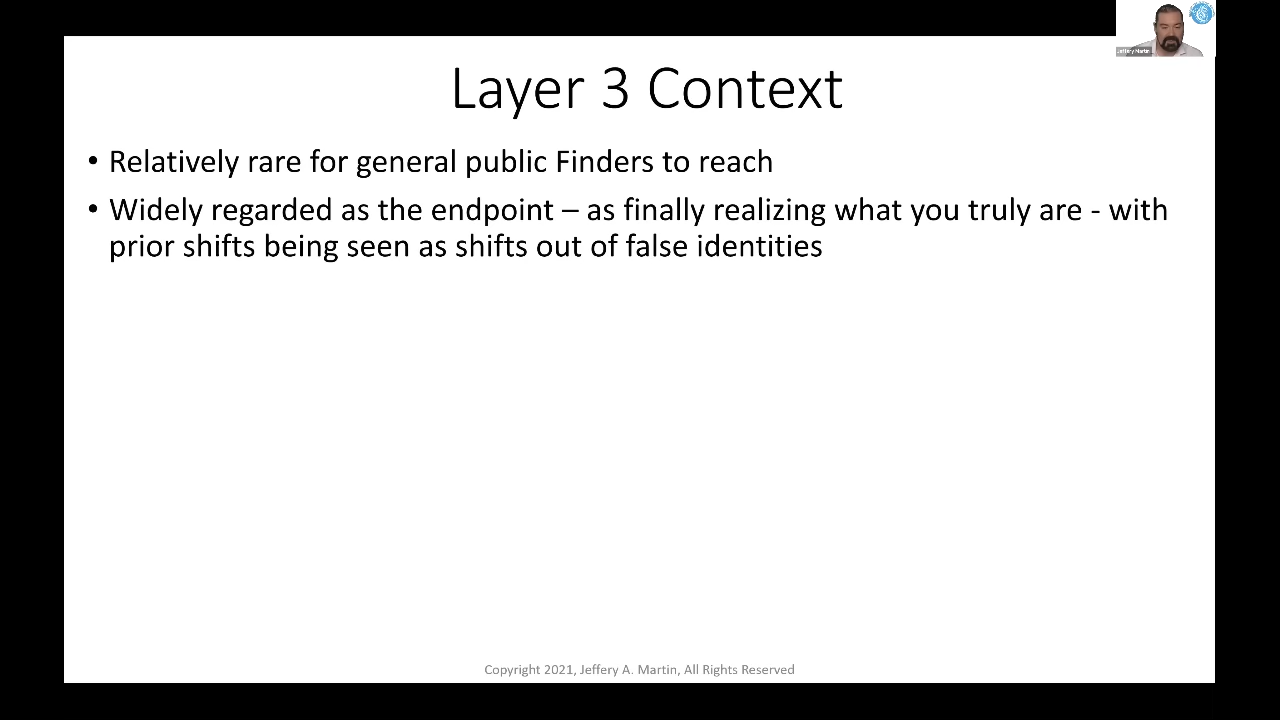 Jeffery Martin
Layer 3 Context
• Relatively rare for general public Finders to reach
• Widely regarded as the endpoint – as finally realizing what you truly are - with
prior shifts being seen as shifts out of false identities
Copyright 2021, Jeffery A. Martin, All Rights Reserved